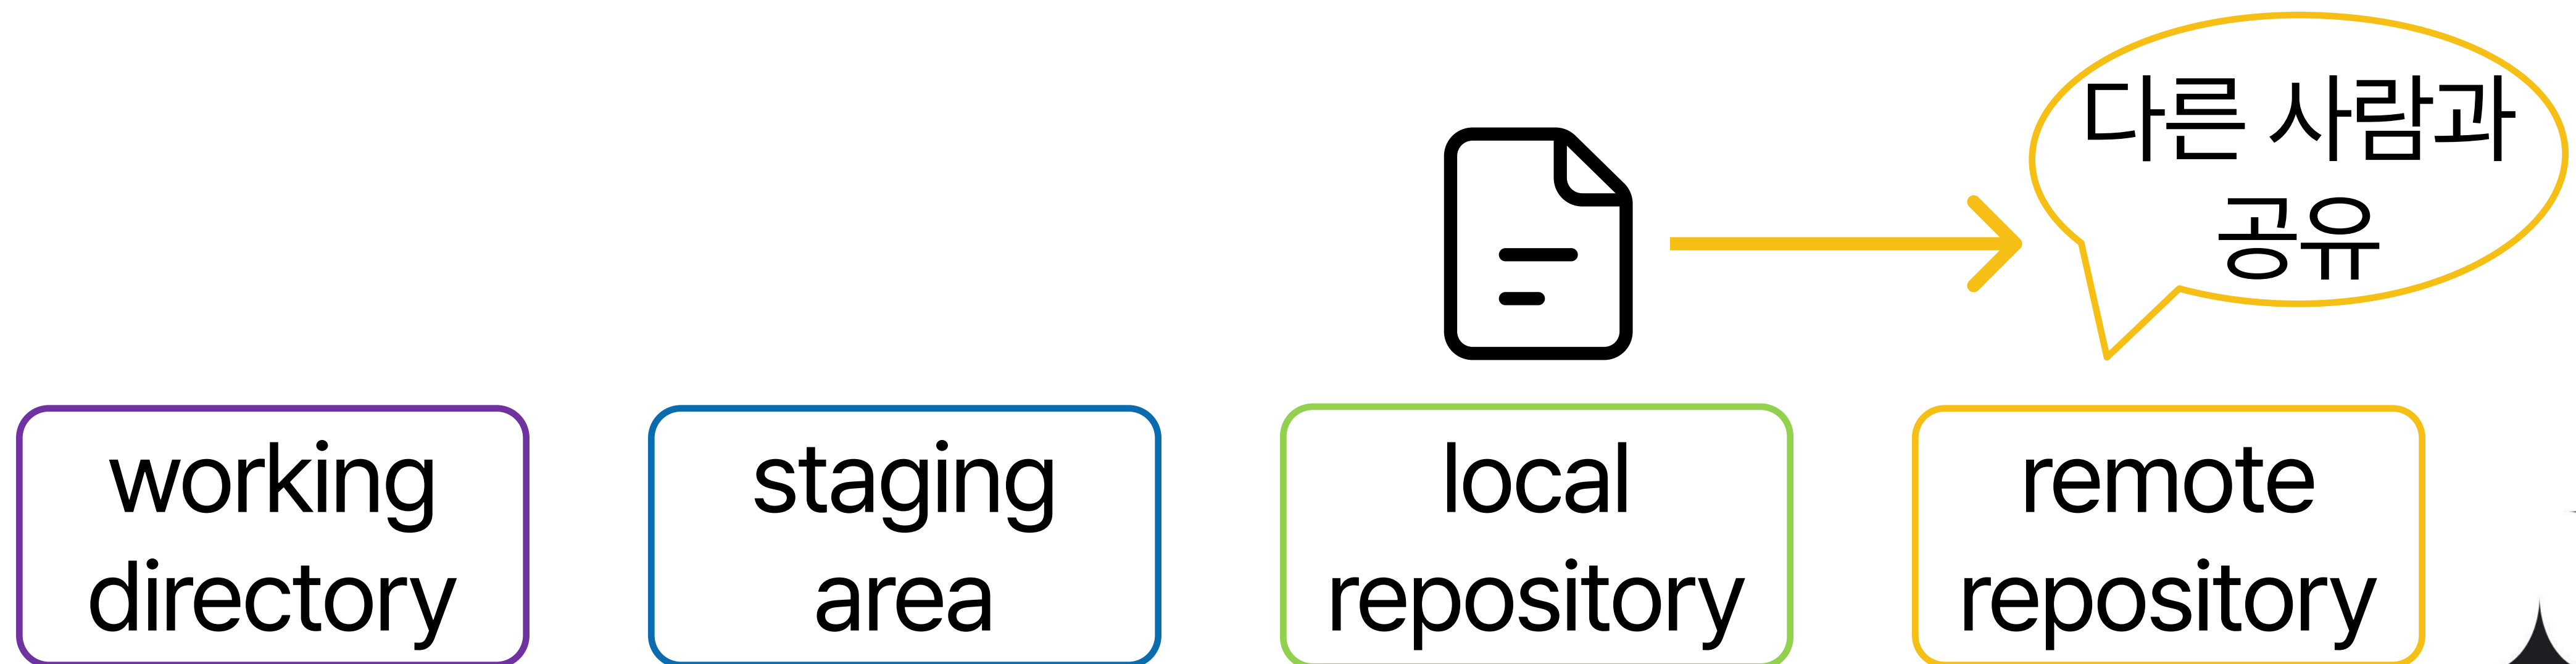 다른 사람과
공유
working
directory
staging
area
local
repository
remote
repository